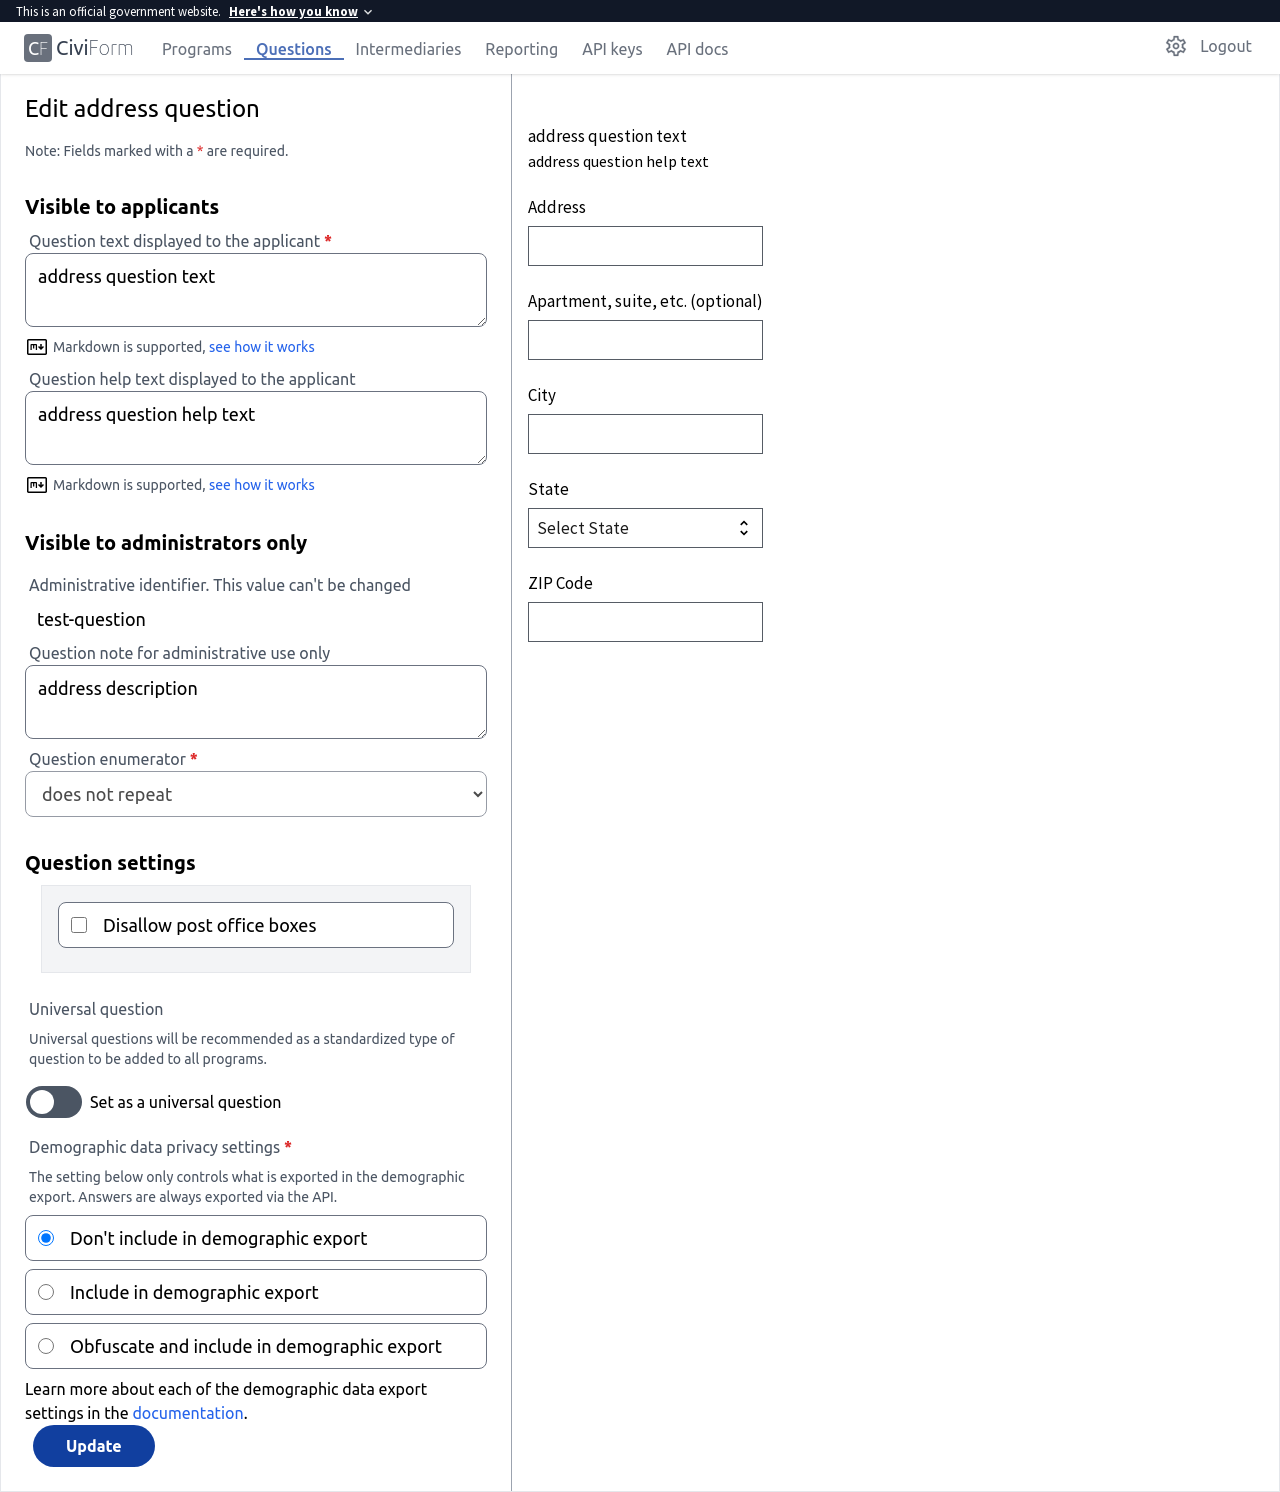 This is an official government website. Here's how you know
CF CiviForm Programs Questions Intermediaries Reporting API keys API docs Logout
Edit address question
Note: Fields marked with a * are required.
Visible to applicants
Question text displayed to the applicant *
address question text
Markdown is supported, see how it works
Question help text displayed to the applicant
address question help text
Markdown is supported, see how it works
Visible to administrators only
Administrative identifier. This value can't be changed
test-question
Question note for administrative use only
address description
Question enumerator *
does not repeat
Question settings
Disallow post office boxes
Universal question
Universal questions will be recommended as a standardized type of
question to be added to all programs.
Set as a universal question
Demographic data privacy settings *
The setting below only controls what is exported in the demographic
export. Answers are always exported via the API.
Don't include in demographic export
Include in demographic export
Obfuscate and include in demographic export
Learn more about each of the demographic data export
settings in the documentation.
Update
address question text
address question help text
Address
Apartment, suite, etc. (optional)
City
State
Select State
ZIP Code